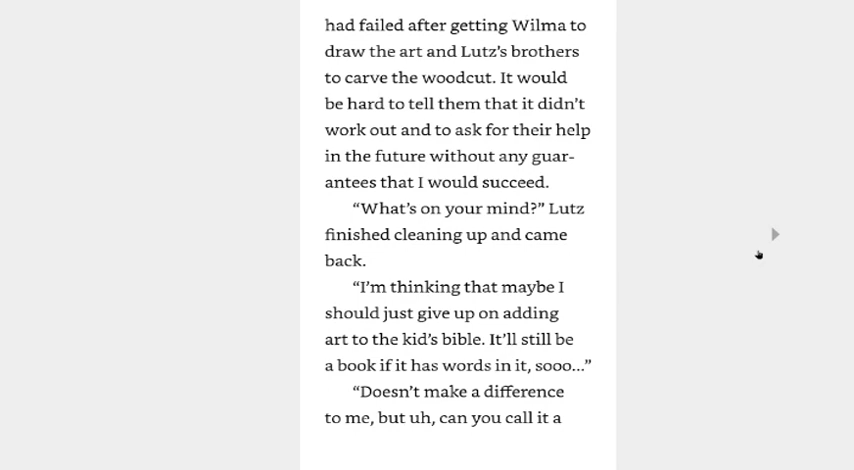 had failed after getting Wilma to
draw the art and Lutz’s brothers
to carve the woodcut. It would
be hard to tell them that it didn’t
work out and to ask for their help
in the future without any guar-
antees that I would succeed.
“What’s on your mind?” Lutz
finished cleaning up and came
back.
“I’m thinking that maybe I
should just give up on adding
art to the kid’s bible. It’ll still be
a book if it has words in it, sooo…”
“Doesn’t make a difference
to me, but uh, can you call it a